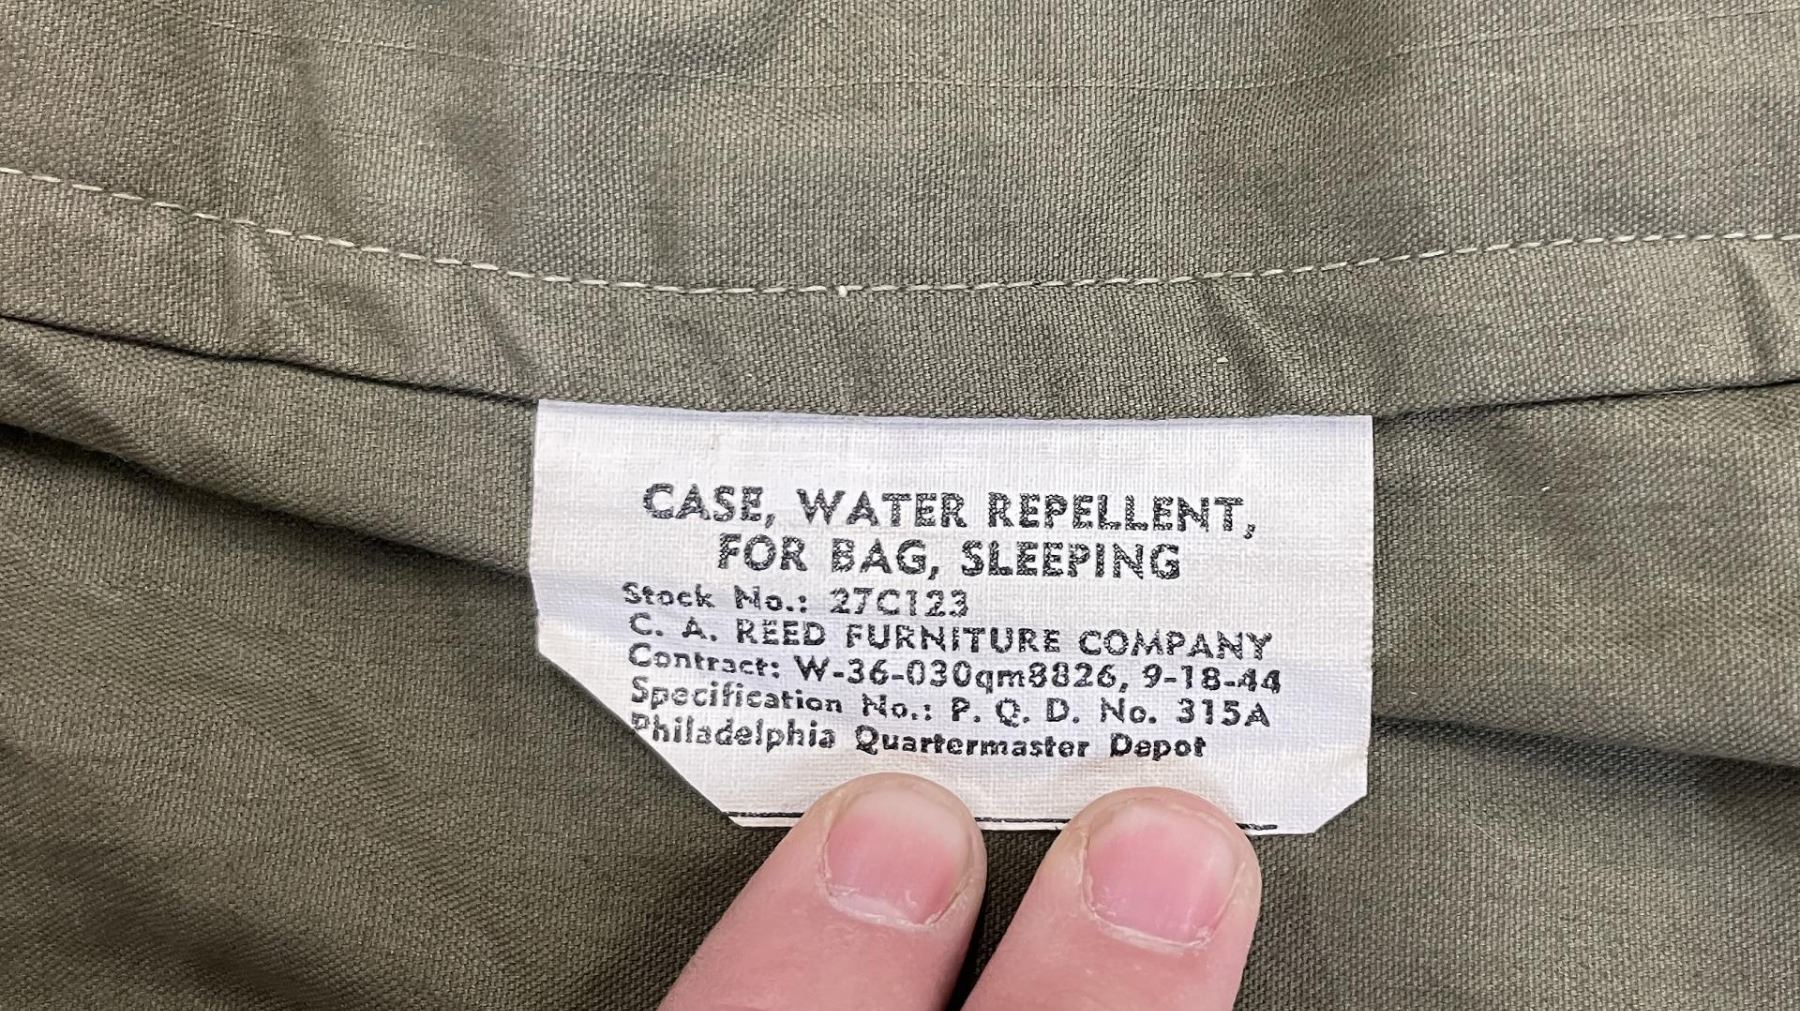 CASE, WATER REPELLENT,
FOR BAG, SLEEPING
Stock No.: 27C123
C. A. REED FURNITURE COMPANY
Contract: W-36-030qm8826, 9-18-44
Specification No.: P. Q. D. No. 315A
Philadelphia Quartermaster Depot